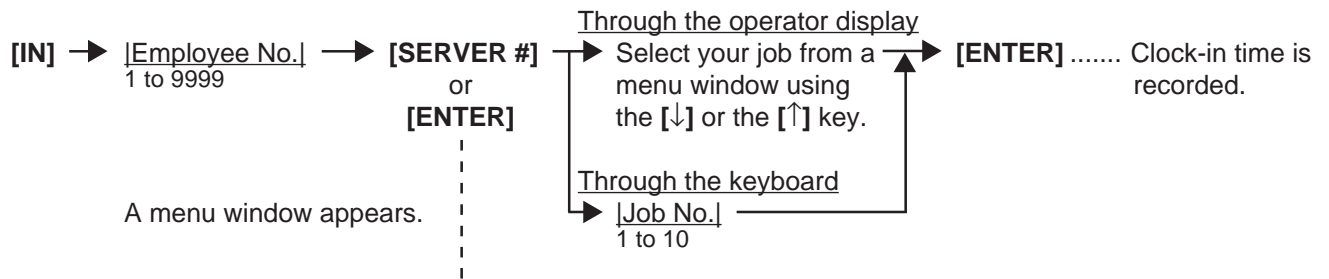 Through the operator display
[IN] |Employee No.| [SERVER #] Select your job from a [ENTER] ....... Clock-in time is
1 to 9999 or menu window using recorded.
[ENTER] the [↓] or the [↑] key.
Through the keyboard
A menu window appears. |Job No.|
1 to 10